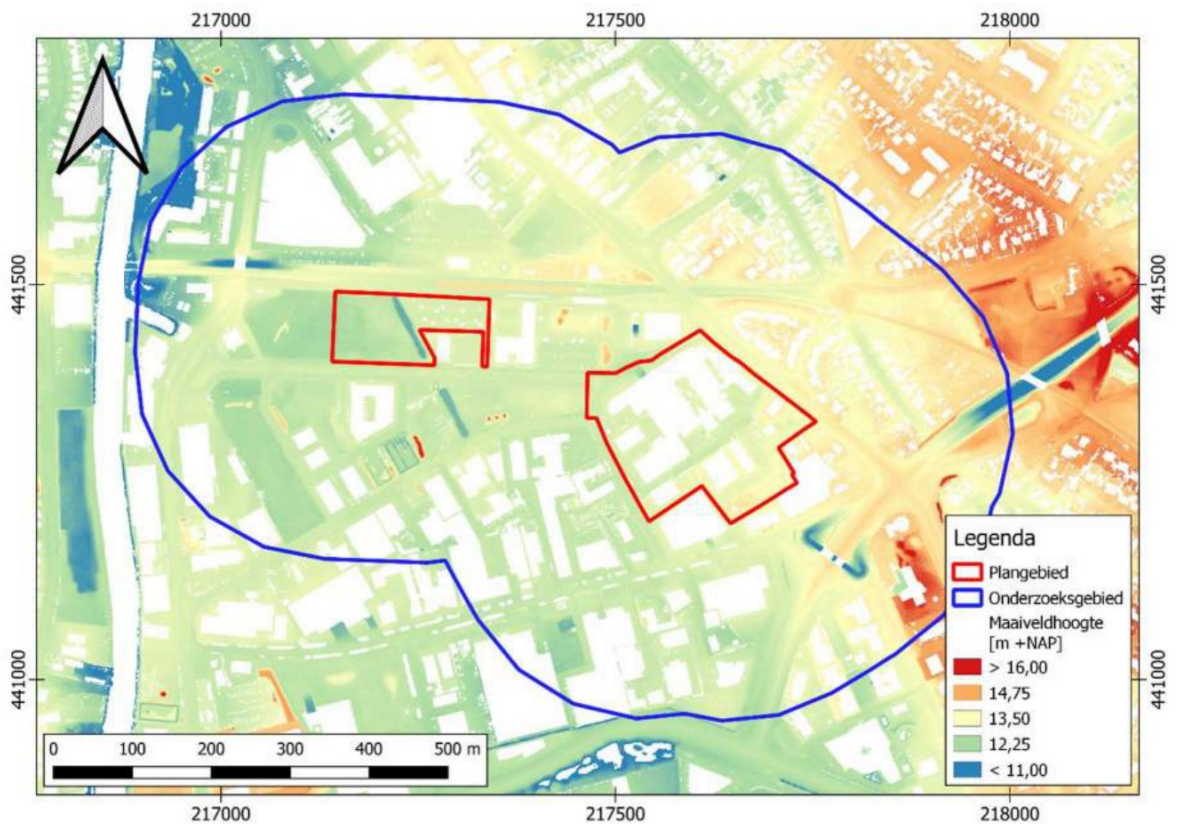 217000 217500 218000
441500 441500
441000 441000
Legenda
Plangebied
Onderzoeksgebied
Maaiveldhoogte
[m +NAP]
> 16,00
14,75
13,50
12,25
< 11,00
0 100 200 300 400 500 m
217000 217500 218000